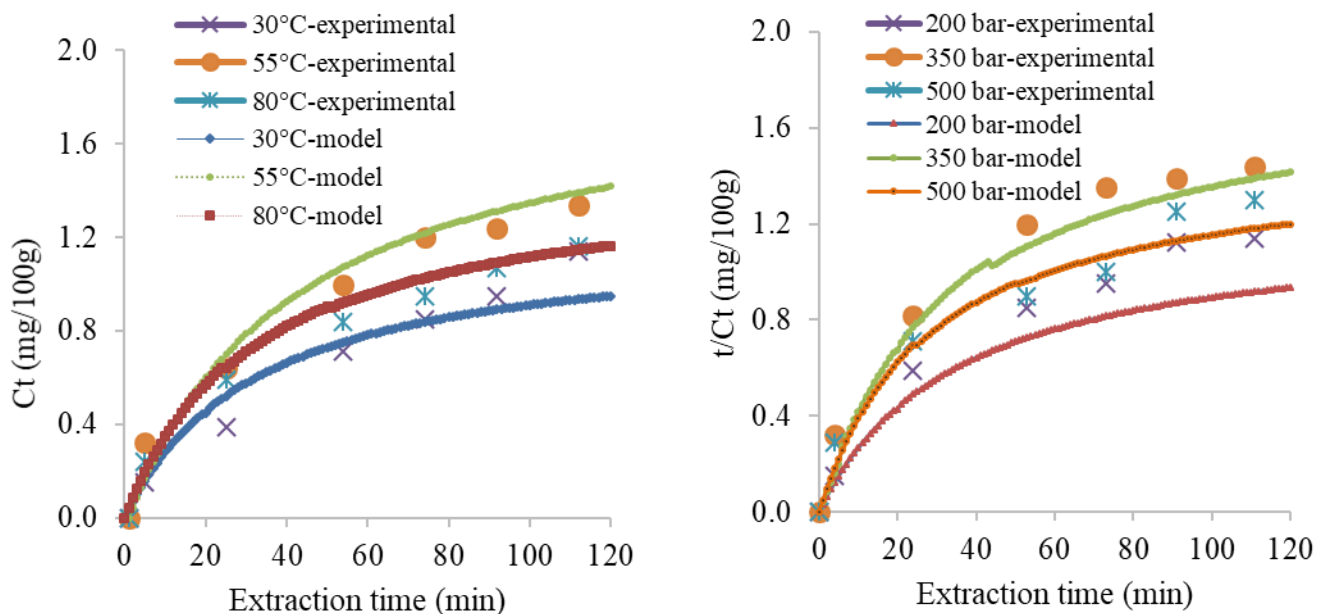 30°C-experimental
55°C-experimental
80°C-experimental
30°C-model
55°C-model
80°C-model
2.0
1.6
1.2
0.8
0.4
0.0
Ct (mg/100g)
0 20 40 60 80 100 120
Extraction time (min)
200 bar-experimental
350 bar-experimental
500 bar-experimental
200 bar-model
350 bar-model
500 bar-model
2.0
1.6
1.2
0.8
0.4
0.0
t/Ct (mg/100g)
0 20 40 60 80 100 120
Extraction time (min)